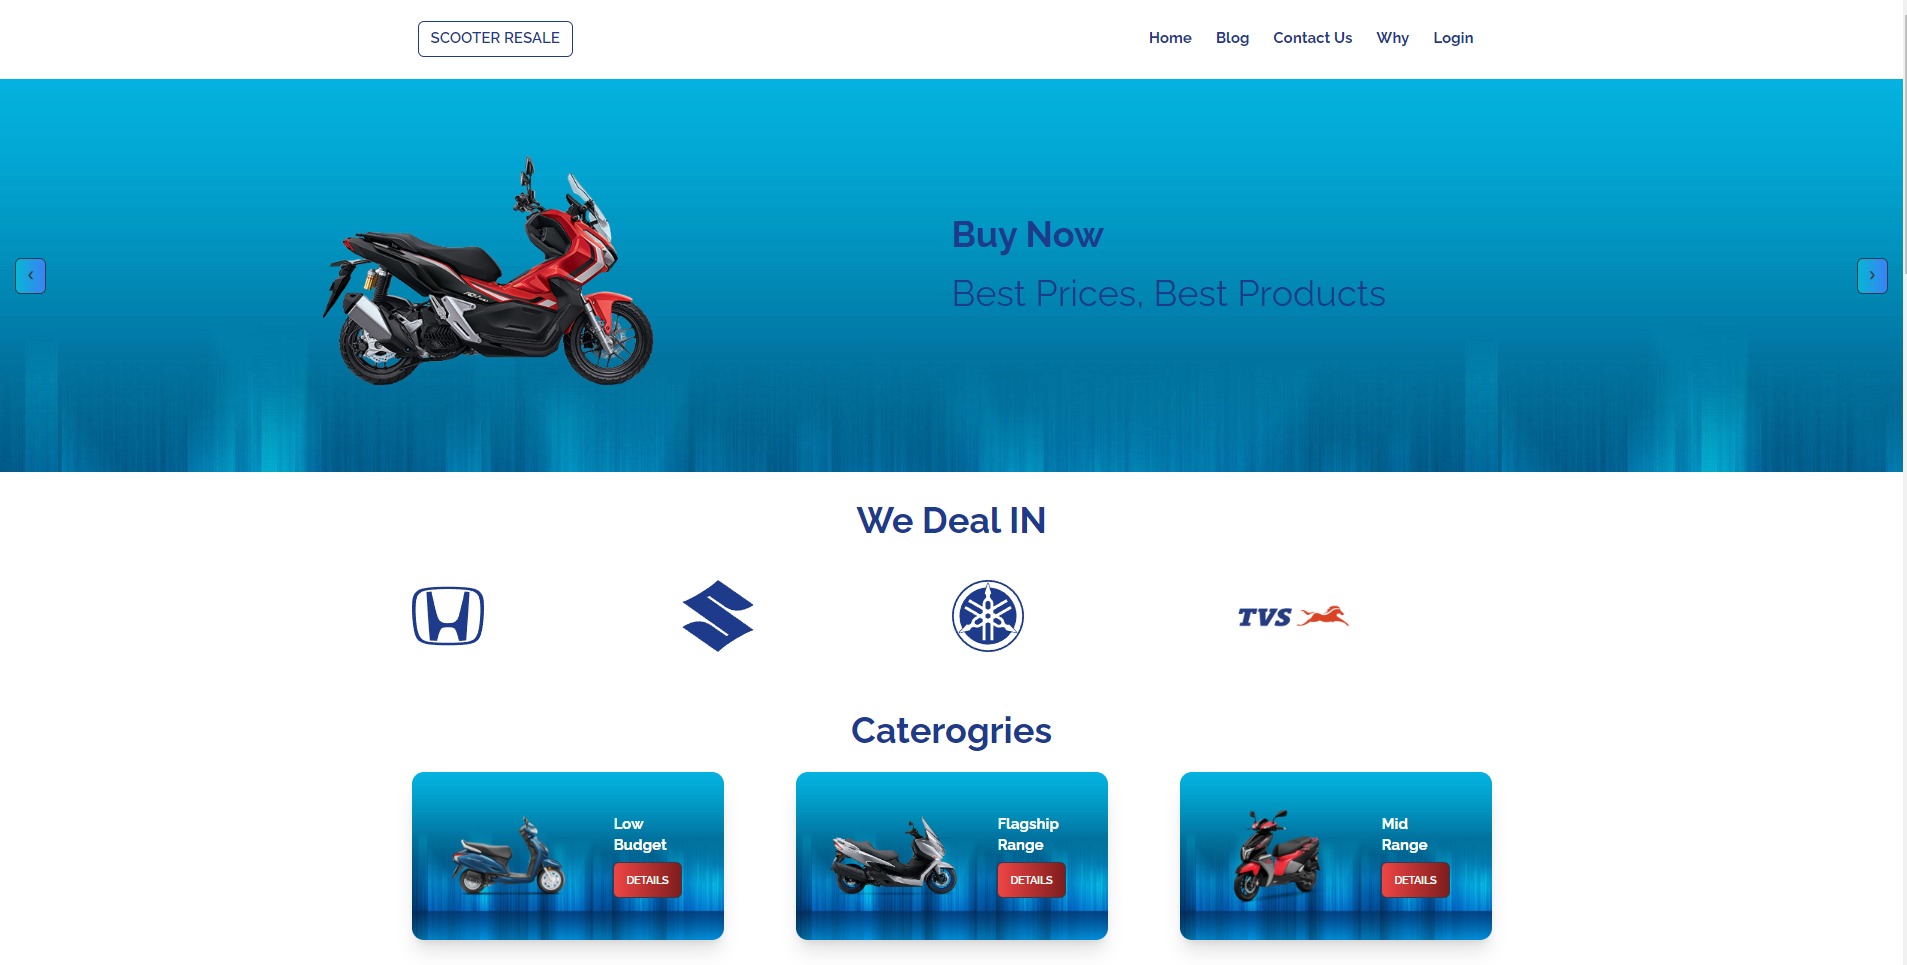 SCOOTER RESALE
Home Blog Contact Us Why Login
Buy Now
Best Prices, Best Products
We Deal IN
TVS
Caterogries
Low
Budget
DETAILS
Flagship
Range
DETAILS
Mid
Range
DETAILS